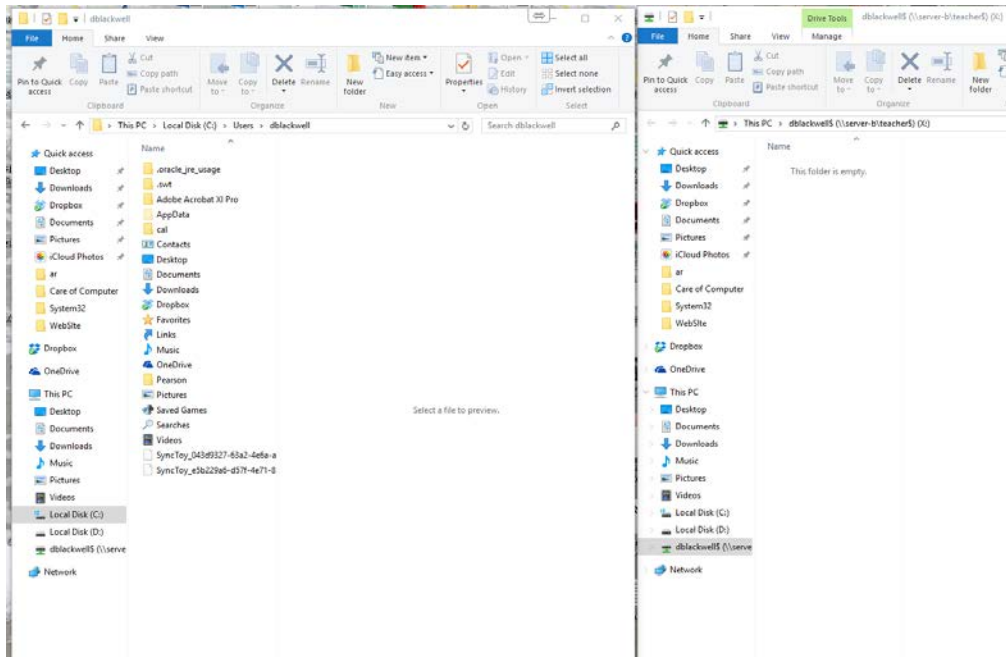 dblackwell
File Home Share View
Pin to Quick access
Copy
Paste
Cut
Copy path
Paste shortcut
Move to
Copy to
Delete
Rename
New folder
New item
Easy access
Properties
Open
Edit
History
Select all
Select none
Invert selection
Clipboard Organize New Open Select
This PC › Local Disk (C:) › Users › dblackwell
Search dblackwell
Quick access
Desktop
Downloads
Dropbox
Documents
Pictures
iCloud Photos
ar
Care of Computer
System32
WebSIte
Dropbox
OneDrive
This PC
Desktop
Documents
Downloads
Music
Pictures
Videos
Local Disk (C:)
Local Disk (D:)
dblackwell$ (\\serve
Network
Name
.oracle_jre_usage
.swt
Adobe Acrobat XI Pro
AppData
cal
Contacts
Desktop
Documents
Downloads
Dropbox
Favorites
Links
Music
OneDrive
Pearson
Pictures
Saved Games
Searches
Videos
SyncToy_043d9327-63a2-4e6a-a
SyncToy_e5b229a6-d57f-4e71-8
Select a file to preview.
Drive Tools
dblackwell$ (\\server-b\teacher$) (X:)
File Home Share View Manage
Pin to Quick access
Copy
Paste
Cut
Copy path
Paste shortcut
Move to
Copy to
Delete
Rename
New folder
Clipboard Organize
This PC › dblackwell$ (\\server-b\teacher$) (X:)
Quick access
Desktop
Downloads
Dropbox
Documents
Pictures
iCloud Photos
ar
Care of Computer
System32
WebSIte
Dropbox
OneDrive
This PC
Desktop
Documents
Downloads
Music
Pictures
Videos
Local Disk (C:)
Local Disk (D:)
dblackwell$ (\\serve
Network
Name
This folder is empty.